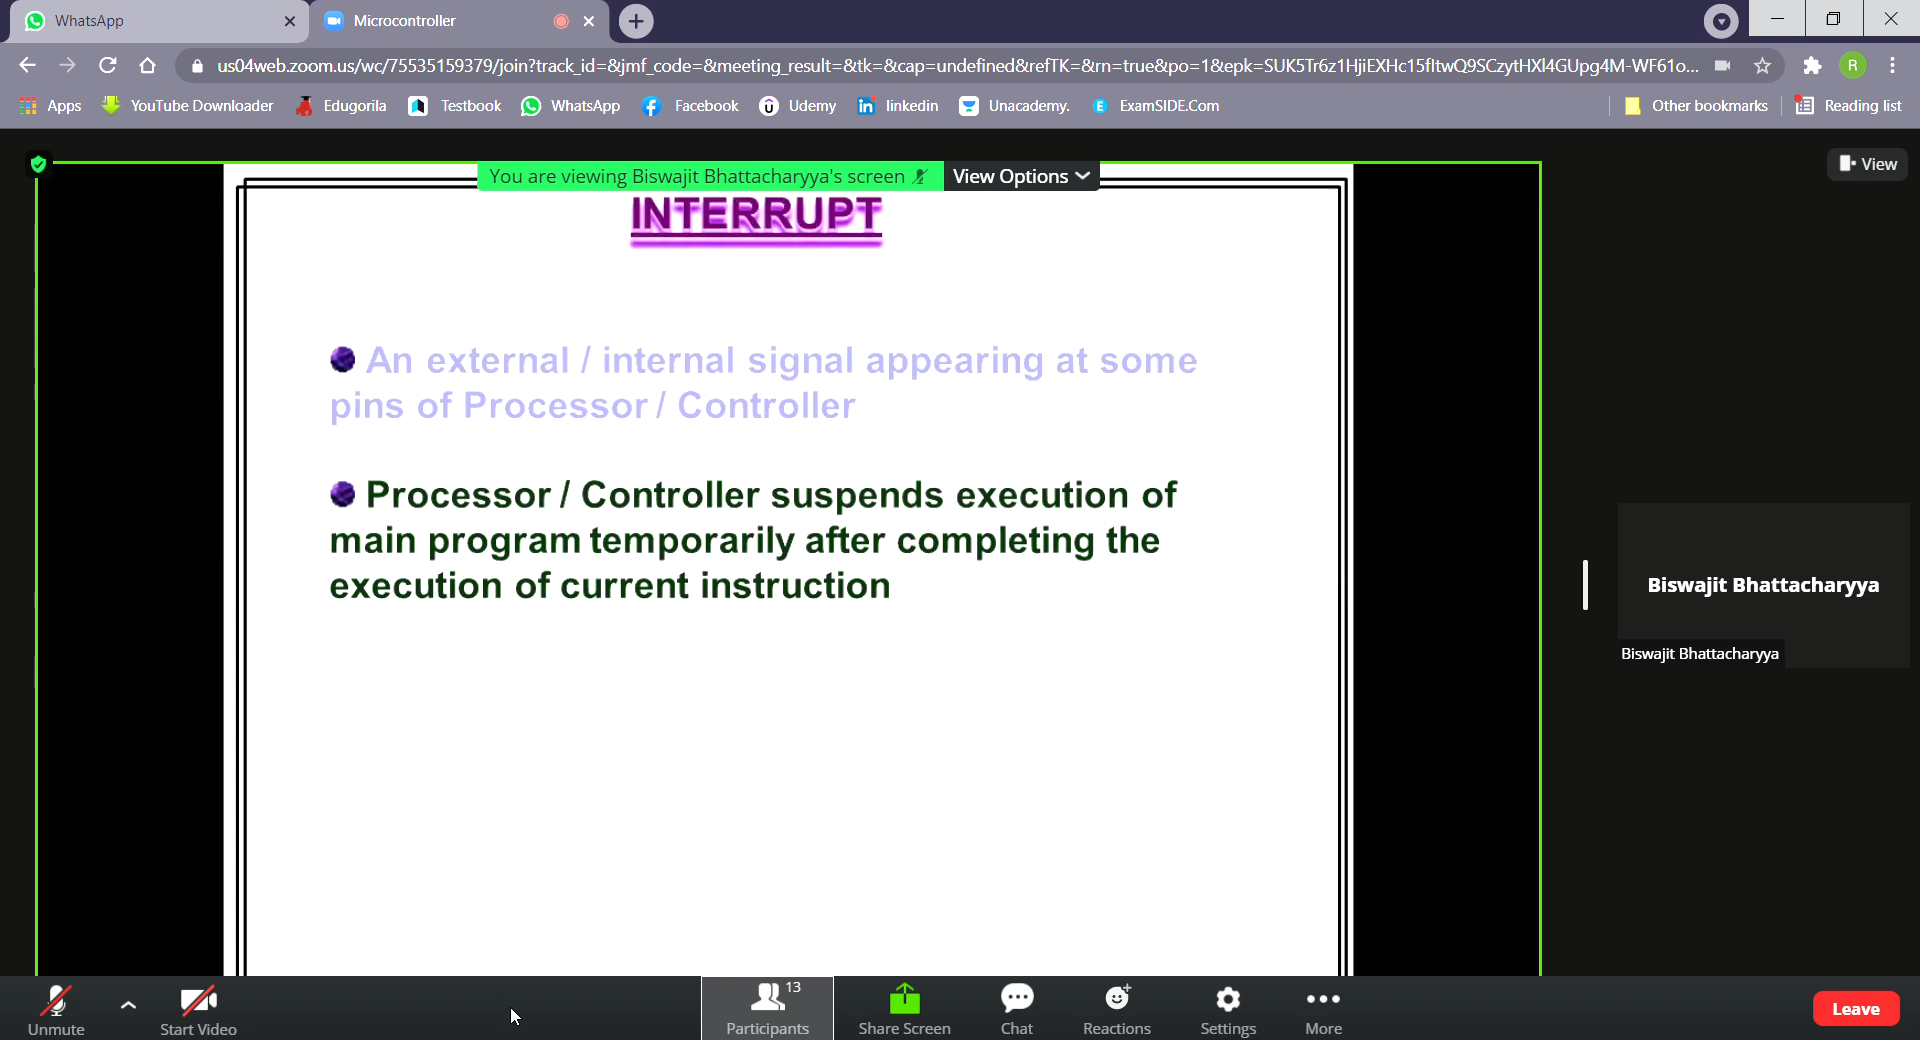 WhatsApp
Microcontroller
us04web.zoom.us/wc/75535159379/join?track_id=&jmf_code=&meeting_result=&tk=&cap=undefined&refTK=&rn=true&po=1&epk=SUK5Tr6z1HjiEXHc15fItwQ9SCzytHXl4GUpg4M-WF61o...
R
Apps YouTube Downloader Edugorila Testbook WhatsApp Facebook Udemy linkedin Unacademy. ExamSIDE.Com Other bookmarks Reading list
You are viewing Biswajit Bhattacharyya's screen View Options
View
INTERRUPT
An external / internal signal appearing at some
pins of Processor / Controller
Processor / Controller suspends execution of
main program temporarily after completing the
execution of current instruction
Biswajit Bhattacharyya
Biswajit Bhattacharyya
13
Unmute Start Video Participants Share Screen Chat Reactions Settings More Leave